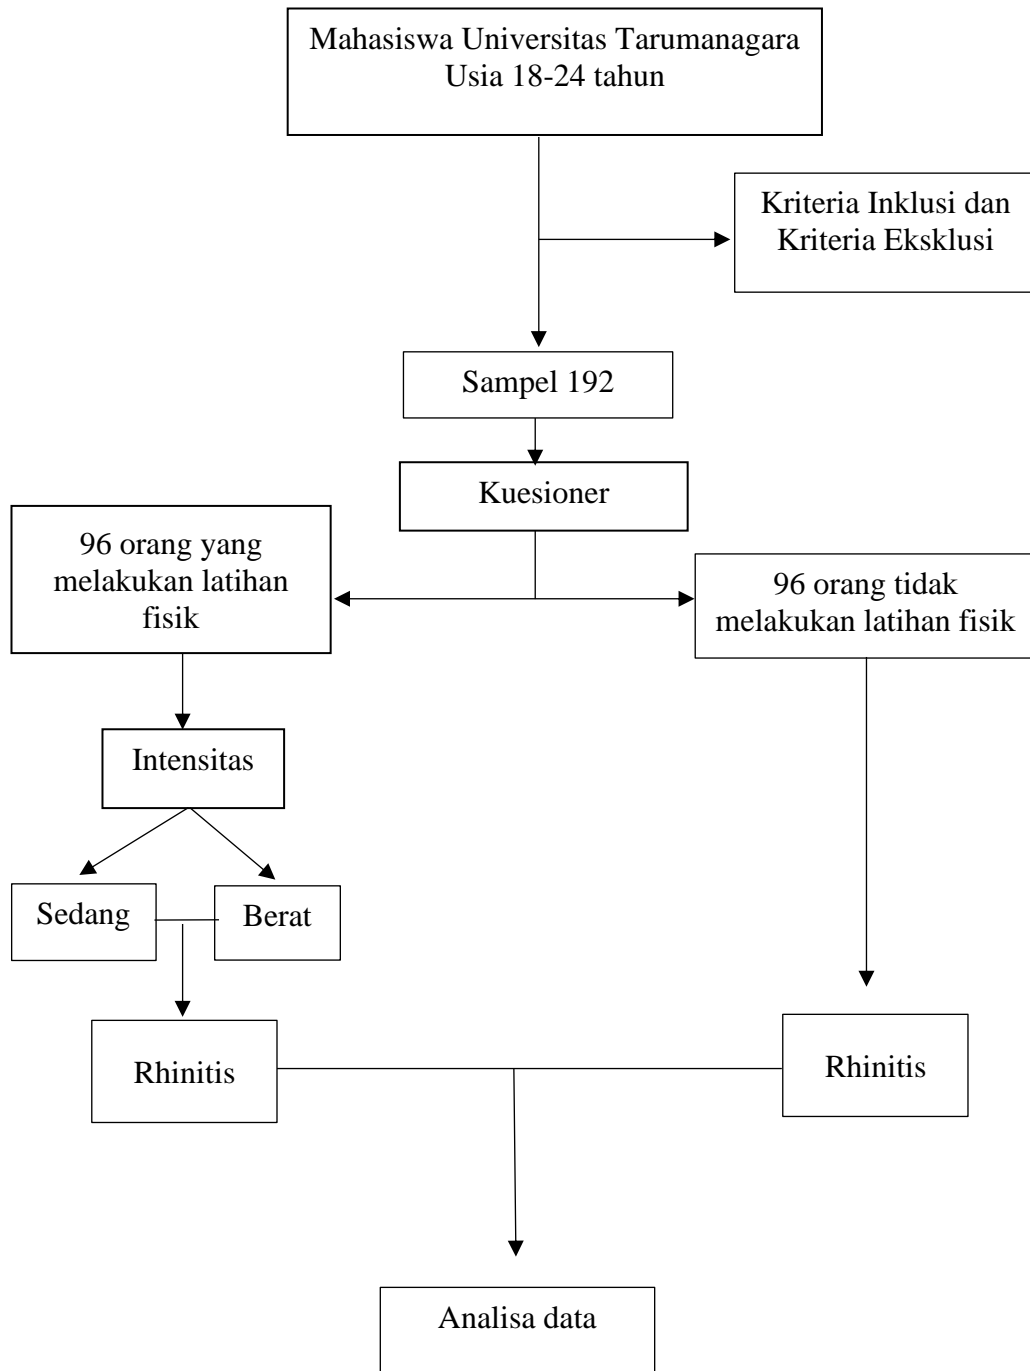 Mahasiswa Universitas Tarumanagara
Usia 18-24 tahun
Kriteria Inklusi dan
Kriteria Eksklusi
Sampel 192
Kuesioner
96 orang yang
melakukan latihan
fisik
96 orang tidak
melakukan latihan fisik
Intensitas
Sedang
Berat
Rhinitis
Rhinitis
Analisa data